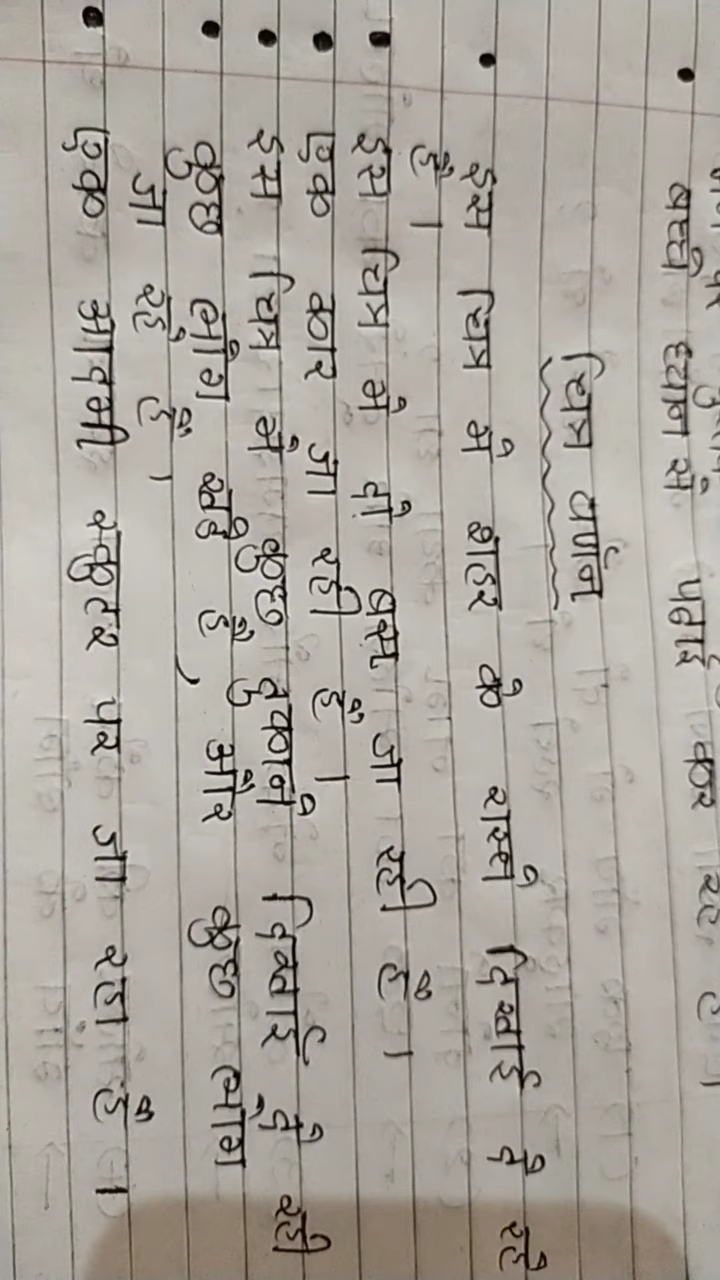 बच्चे ध्यान से पढ़ाई कर रहे
चित्र वर्णन
इस चित्र में शहर के रास्ते दिखाई दे रहे
हैं।
इस चित्र में दो बस जा रही हैं।
एक कार जा रही हैं।
इस चित्र में कुछ दुकानें दिखाई दे रही
कुछ लोग खड़े हैं, और कुछ लोग
जा रहे हैं।
एक आदमी स्कुटर पर जा रहा हैं।